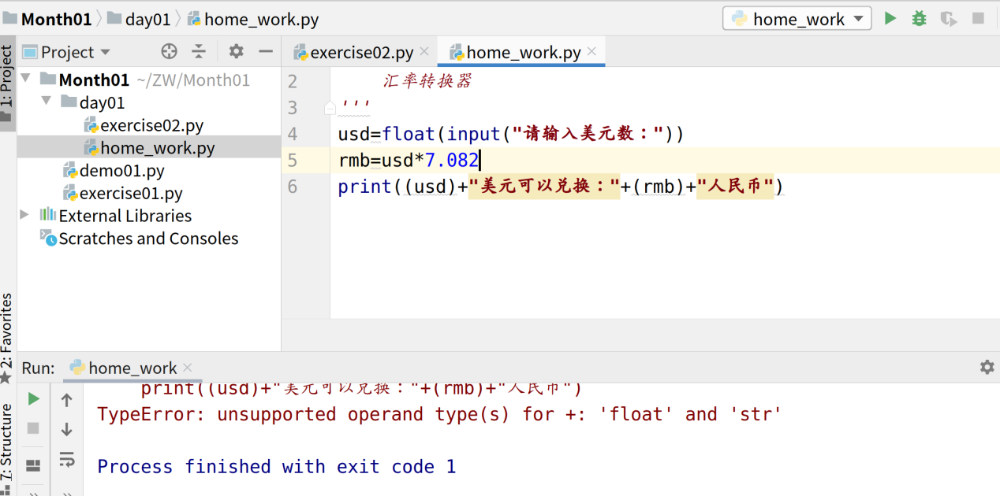 Month01 day01 home_work.py home_work
1: Project
Project
exercise02.py home_work.py
Month01 ~/ZW/Month01
day01
exercise02.py
home_work.py
demo01.py
exercise01.py
External Libraries
Scratches and Consoles
2 汇率转换器
3 '''
4 usd=float(input("请输入美元数："))
5 rmb=usd*7.082
6 print((usd)+"美元可以兑换："+(rmb)+"人民币")
2: Favorites
7: Structure
Run: home_work
print((usd)+"美元可以兑换："+(rmb)+"人民币")
TypeError: unsupported operand type(s) for +: 'float' and 'str'
Process finished with exit code 1